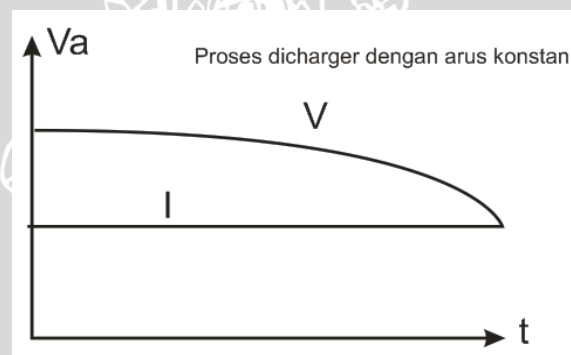 Va
Proses dicharger dengan arus konstan
V
I
t